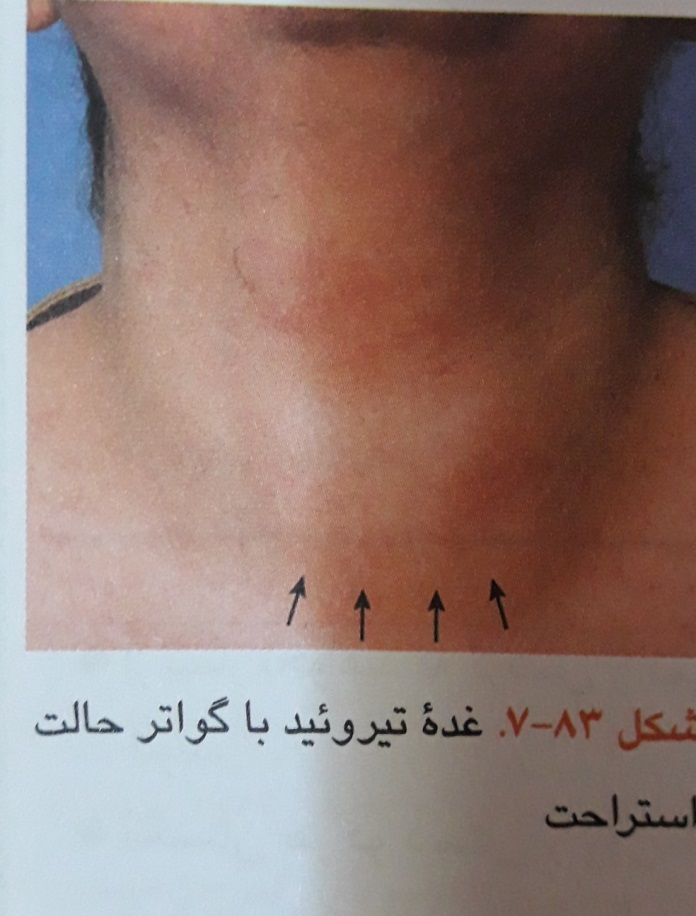 شکل ۸۳-۷. غدهٔ تیروئید با گواتر حالت
استراحت